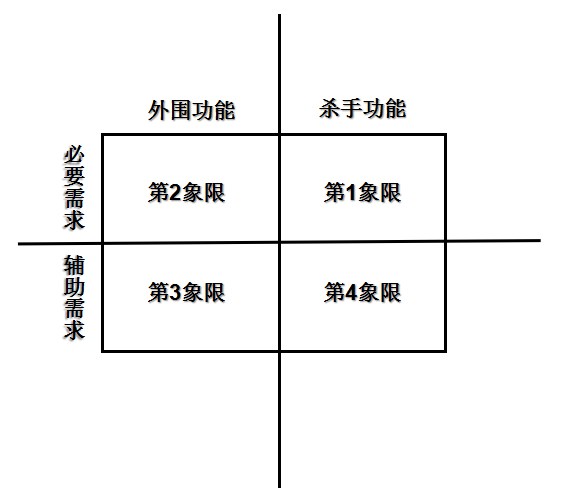 外围功能
杀手功能
必要需求
第2象限
第1象限
辅助需求
第3象限
第4象限